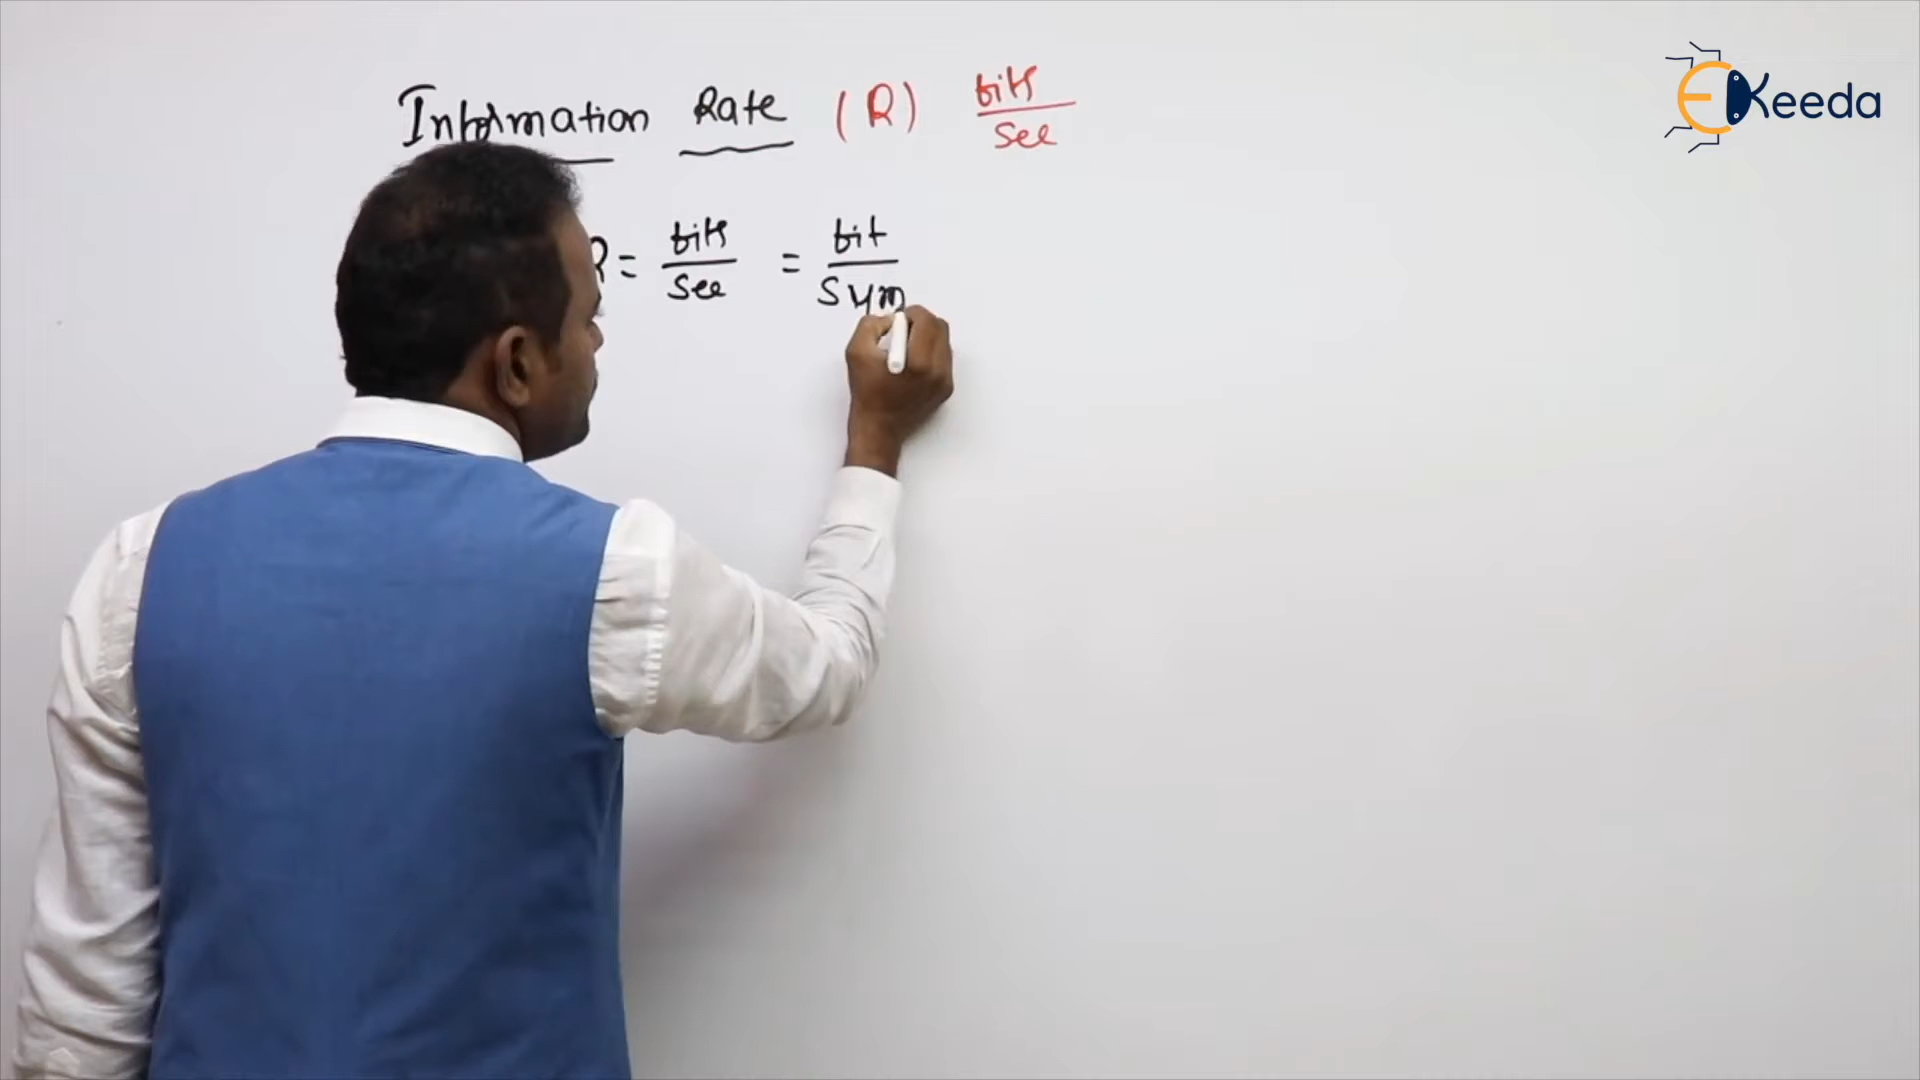 Information Rate (R) bits/sec
R = bits/sec = bit/sym
EKeeda